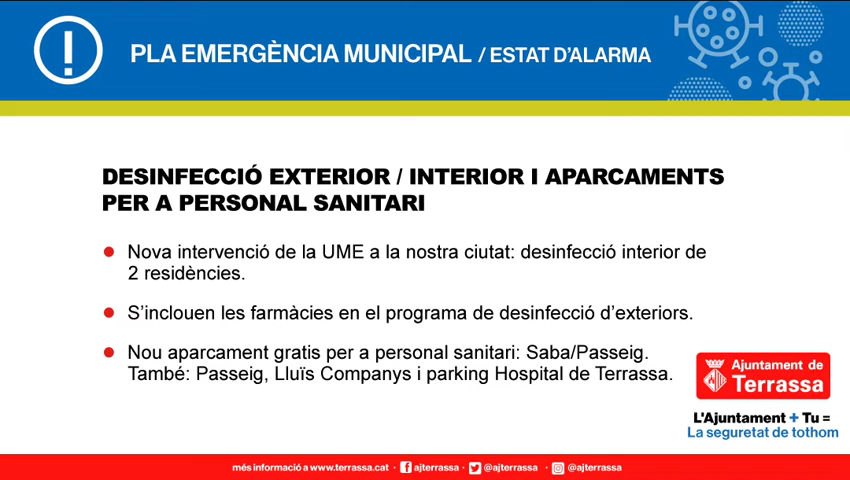 PLA EMERGÈNCIA MUNICIPAL / ESTAT D'ALARMA
DESINFECCIÓ EXTERIOR / INTERIOR I APARCAMENTS
PER A PERSONAL SANITARI
Nova intervenció de la UME a la nostra ciutat: desinfecció interior de
2 residències.
S'inclouen les farmàcies en el programa de desinfecció d'exteriors.
Nou aparcament gratis per a personal sanitari: Saba/Passeig.
També: Passeig, Lluïs Companys i parking Hospital de Terrassa.
Ajuntament de
Terrassa
L'Ajuntament + Tu =
La seguretat de tothom
més informació a www.terrassa.cat · ajterrassa · @ajterrassa · @ajterrassa